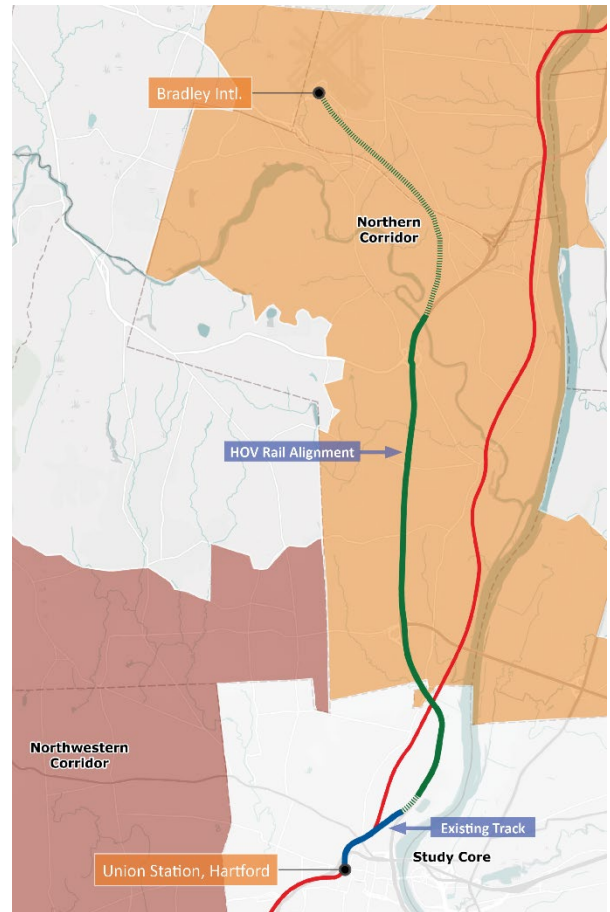 Bradley Intl.
Northern
Corridor
HOV Rail Alignment
Northwestern
Corridor
Existing Track
Study Core
Union Station, Hartford